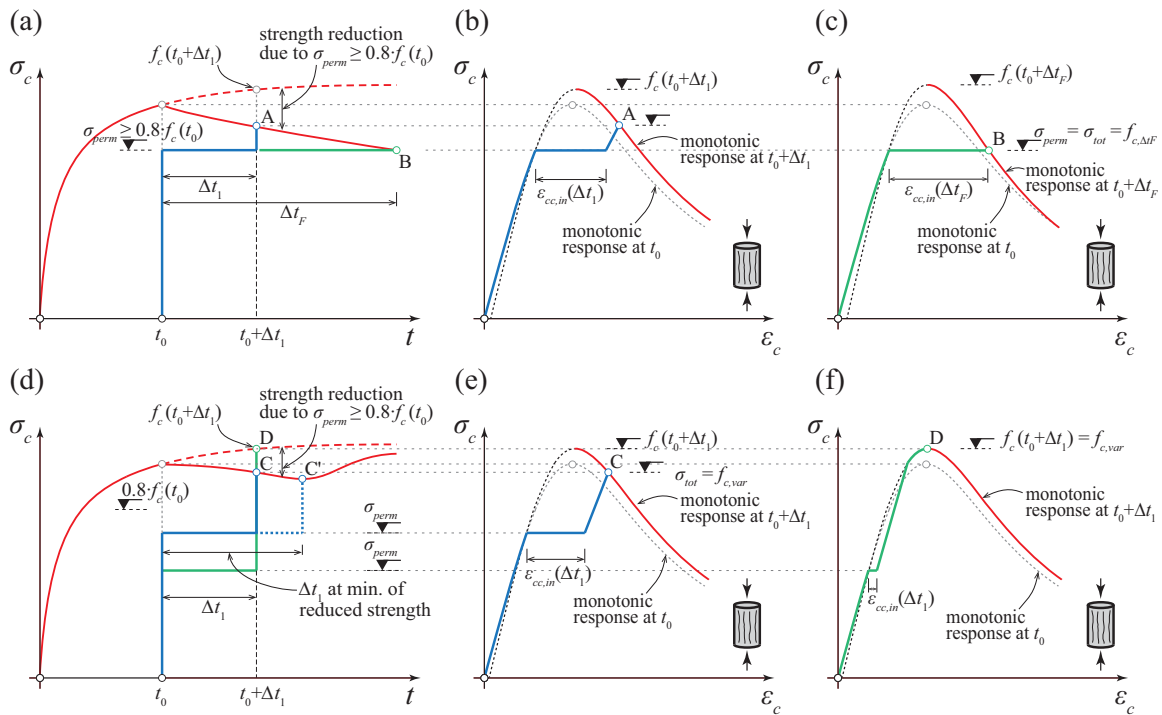 (a)
σc
fc(t0+Δt1)
strength reduction
due to σperm ≥ 0.8·fc(t0)
σperm ≥ 0.8·fc(t0)
A
B
Δt1
ΔtF
t0
t0+Δt1
t
(b)
σc
fc(t0+Δt1)
A
monotonic
response at t0+Δt1
εcc,in(Δt1)
monotonic
response at t0
εc
(c)
σc
fc(t0+ΔtF)
σperm = σtot = fc,ΔtF
B
monotonic
response at t0+ΔtF
εcc,in(ΔtF)
monotonic
response at t0
εc
(d)
σc
fc(t0+Δt1)
strength reduction
due to σperm ≥ 0.8·fc(t0)
D
C
C'
0.8·fc(t0)
σperm
σperm
Δt1 at min. of
reduced strength
Δt1
t0
t0+Δt1
t
(e)
σc
fc(t0+Δt1)
C
σtot = fc,var
monotonic
response at t0+Δt1
εcc,in(Δt1)
monotonic
response at t0
εc
(f)
σc
D
fc(t0+Δt1) = fc,var
monotonic
response at t0+Δt1
εcc,in(Δt1)
monotonic
response at t0
εc